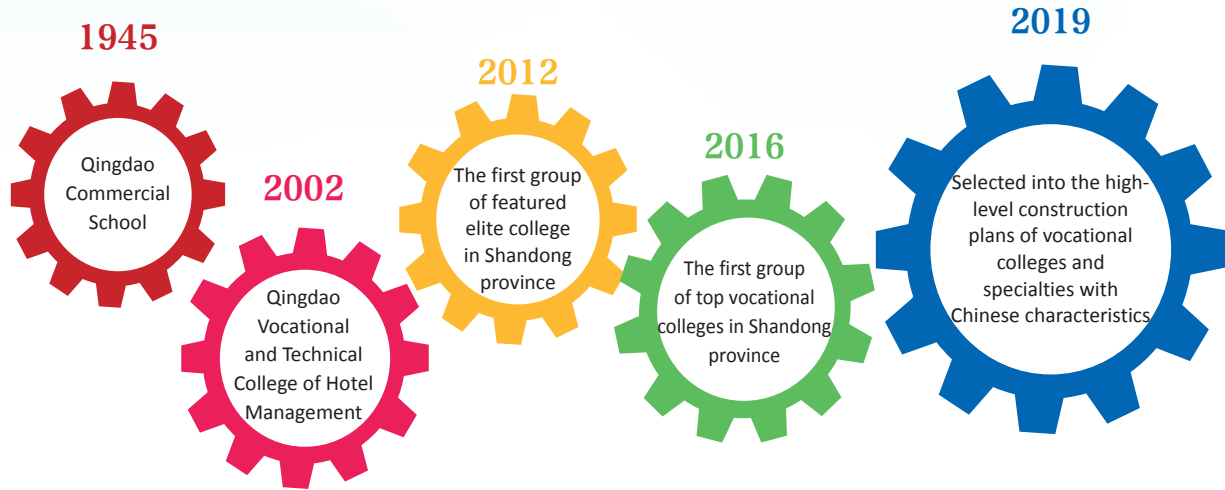 1945
Qingdao
Commercial
School
2002
Qingdao
Vocational
and Technical
College of Hotel
Management
2012
The first group
of featured
elite college
in Shandong
province
2016
The first group
of top vocational
colleges in Shandong
province
2019
Selected into the high-
level construction
plans of vocational
colleges and
specialties with
Chinese characteristics